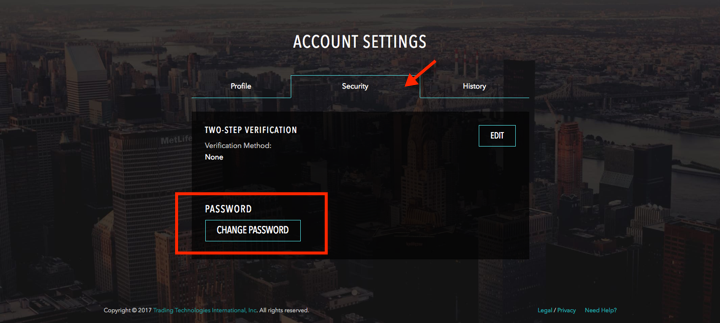 ACCOUNT SETTINGS
Profile
Security
History
TWO-STEP VERIFICATION
EDIT
Verification Method:
None
MetLife
PASSWORD
CHANGE PASSWORD
Copyright © 2017 Trading Technologies International, Inc. All rights reserved.
Legal / Privacy
Need Help?